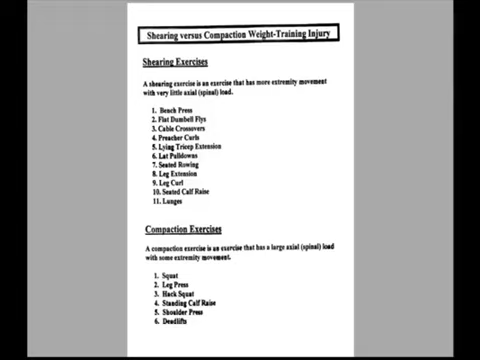 Shearing versus Compaction Weight-Training Injury
Shearing Exercises
A shearing exercise is an exercise that has more extremity movement
with very little axial (spinal) load.
1. Bench Press
2. Flat Dumbell Flys
3. Cable Crossovers
4. Preacher Curls
5. Lying Tricep Extension
6. Lat Pulldowns
7. Seated Rowing
8. Leg Extension
9. Leg Curl
10. Seated Calf Raise
11. Lunges
Compaction Exercises
A compaction exercise is an exercise that has a large axial (spinal) load
with some extremity movement.
1. Squat
2. Leg Press
3. Hack Squat
4. Standing Calf Raise
5. Shoulder Press
6. Deadlifts